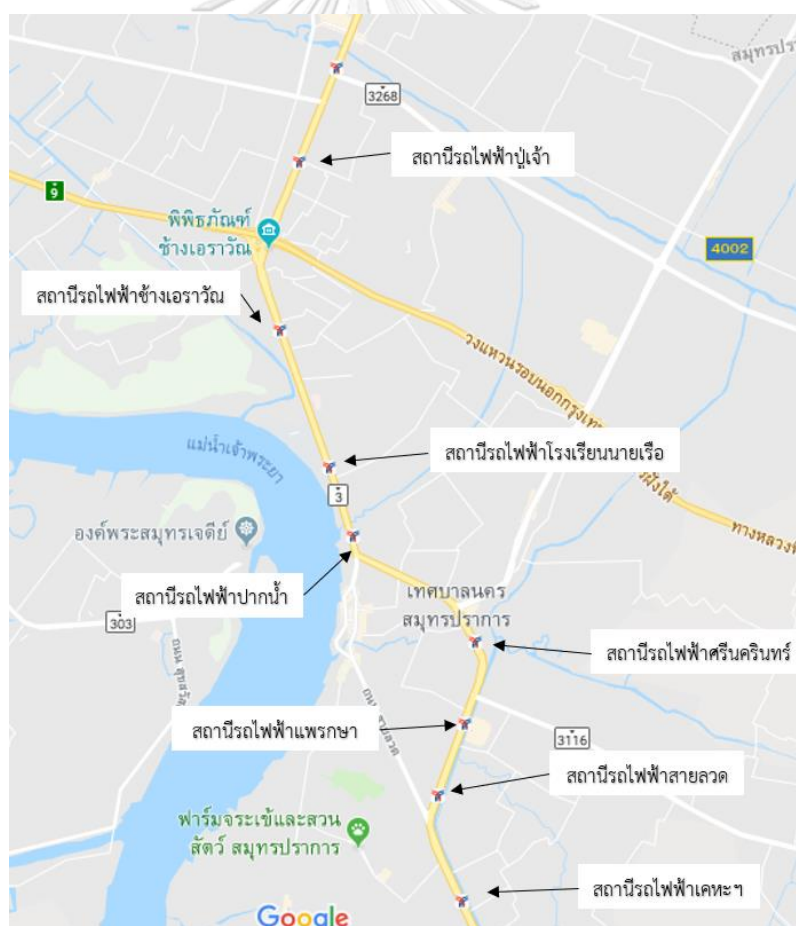 สมุทรปรา
3268
สถานีรถไฟฟ้าปู่เจ้า
9
พิพิธภัณฑ์
ช้างเอราวัณ
4002
สถานีรถไฟฟ้าช้างเอราวัณ
วงแหวนรอบนอกกรุงเทพ
รฝั่งใต้
ทางหลวงพิ
แม่น้ำเจ้าพระยา
สถานีรถไฟฟ้าโรงเรียนนายเรือ
3
องค์พระสมุทรเจดีย์
สถานีรถไฟฟ้าปากน้ำ
เทศบาลนคร
สมุทรปราการ
303
สถานีรถไฟฟ้าศรีนครินทร์
สถานีรถไฟฟ้าแพรกษา
3116
สถานีรถไฟฟ้าสายลวด
ฟาร์มจระเข้และสวน
สัตว์ สมุทรปราการ
สถานีรถไฟฟ้าเคหะฯ
Google